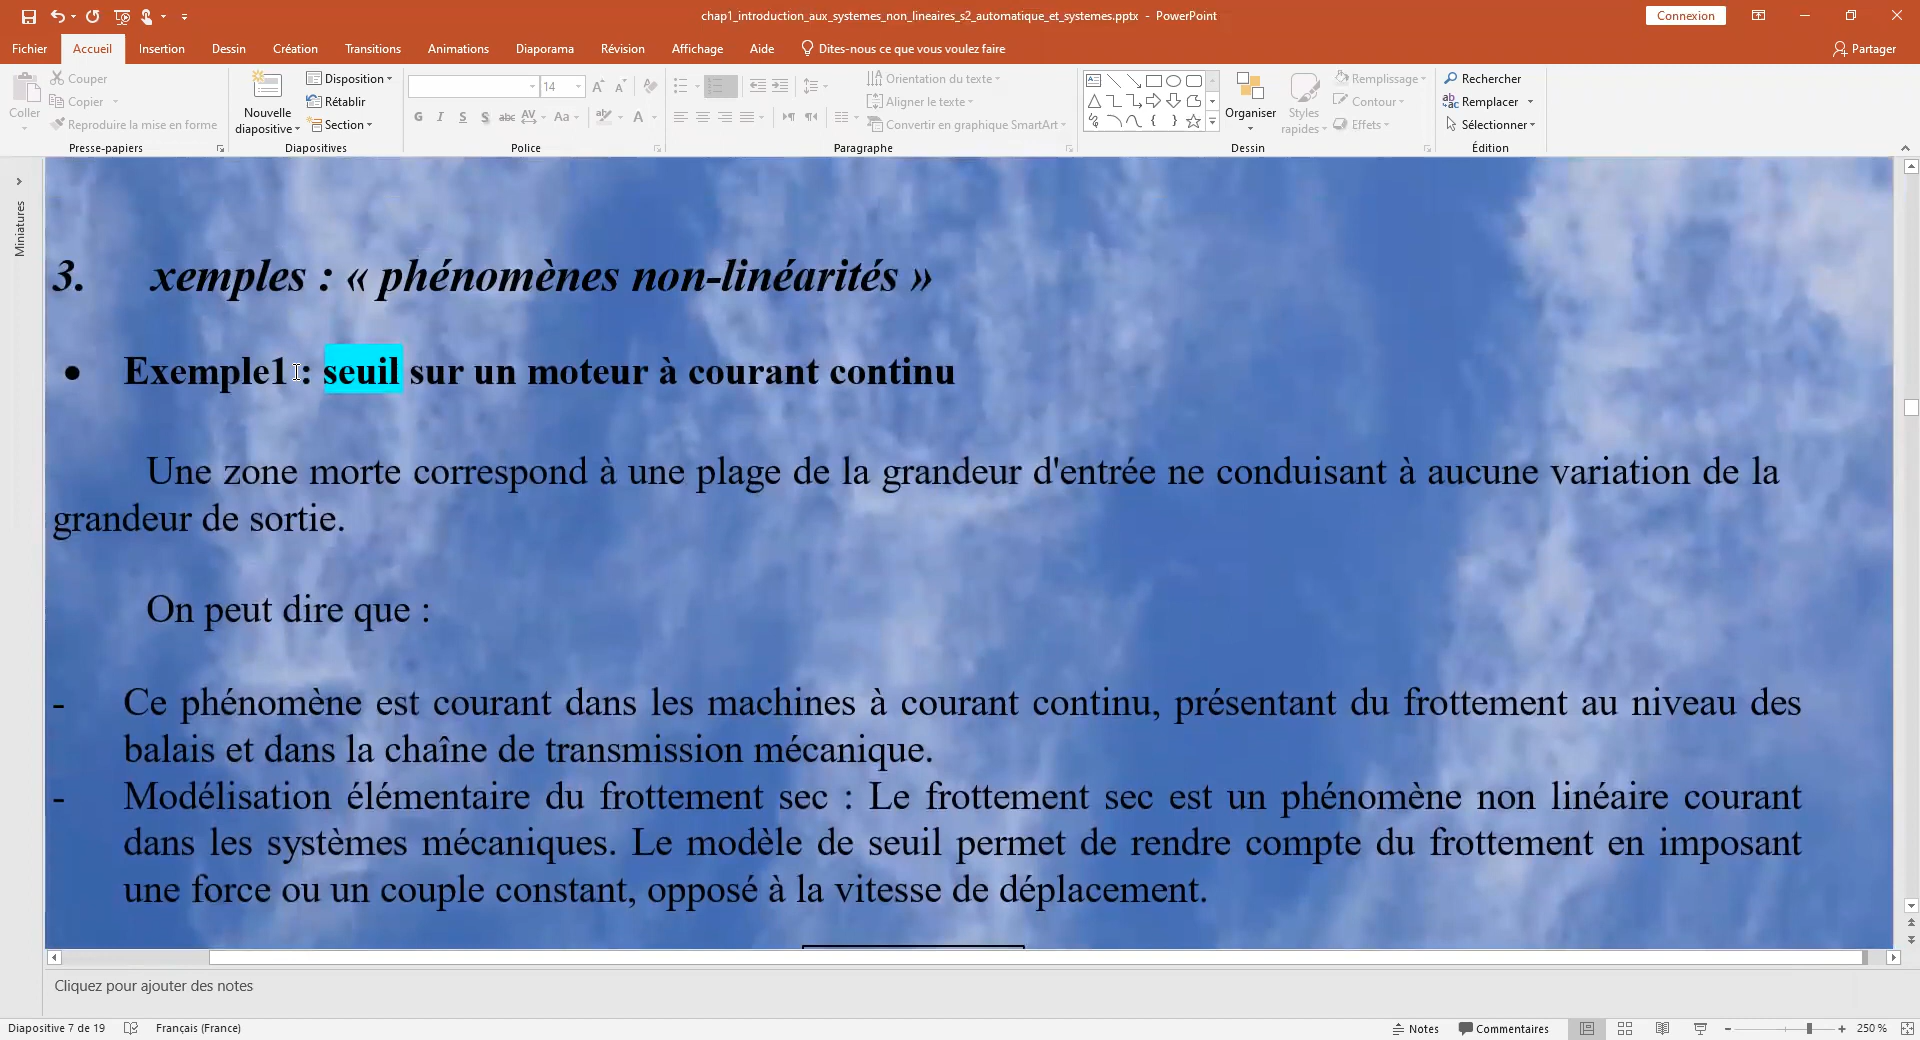 chap1_introduction_aux_systemes_non_lineaires_s2_automatique_et_systemes.pptx - PowerPoint
Connexion
Fichier Accueil Insertion Dessin Création Transitions Animations Diaporama Révision Affichage Aide Dites-nous ce que vous voulez faire Partager
Coller
Couper
Copier
Reproduire la mise en forme
Presse-papiers
Nouvelle diapositive
Disposition
Rétablir
Section
Diapositives
14
G I S S abc AV Aa A
Police
Orientation du texte
Aligner le texte
Convertir en graphique SmartArt
Paragraphe
Organiser
Styles rapides
Remplissage
Contour
Effets
Dessin
Rechercher
Remplacer
Sélectionner
Édition
Miniatures
3. xemples : « phénomènes non-linéarités »
• Exemple1 : seuil sur un moteur à courant continu
Une zone morte correspond à une plage de la grandeur d'entrée ne conduisant à aucune variation de la
grandeur de sortie.
On peut dire que :
- Ce phénomène est courant dans les machines à courant continu, présentant du frottement au niveau des
balais et dans la chaîne de transmission mécanique.
- Modélisation élémentaire du frottement sec : Le frottement sec est un phénomène non linéaire courant
dans les systèmes mécaniques. Le modèle de seuil permet de rendre compte du frottement en imposant
une force ou un couple constant, opposé à la vitesse de déplacement.
Cliquez pour ajouter des notes
Diapositive 7 de 19 Français (France) Notes Commentaires 250 %